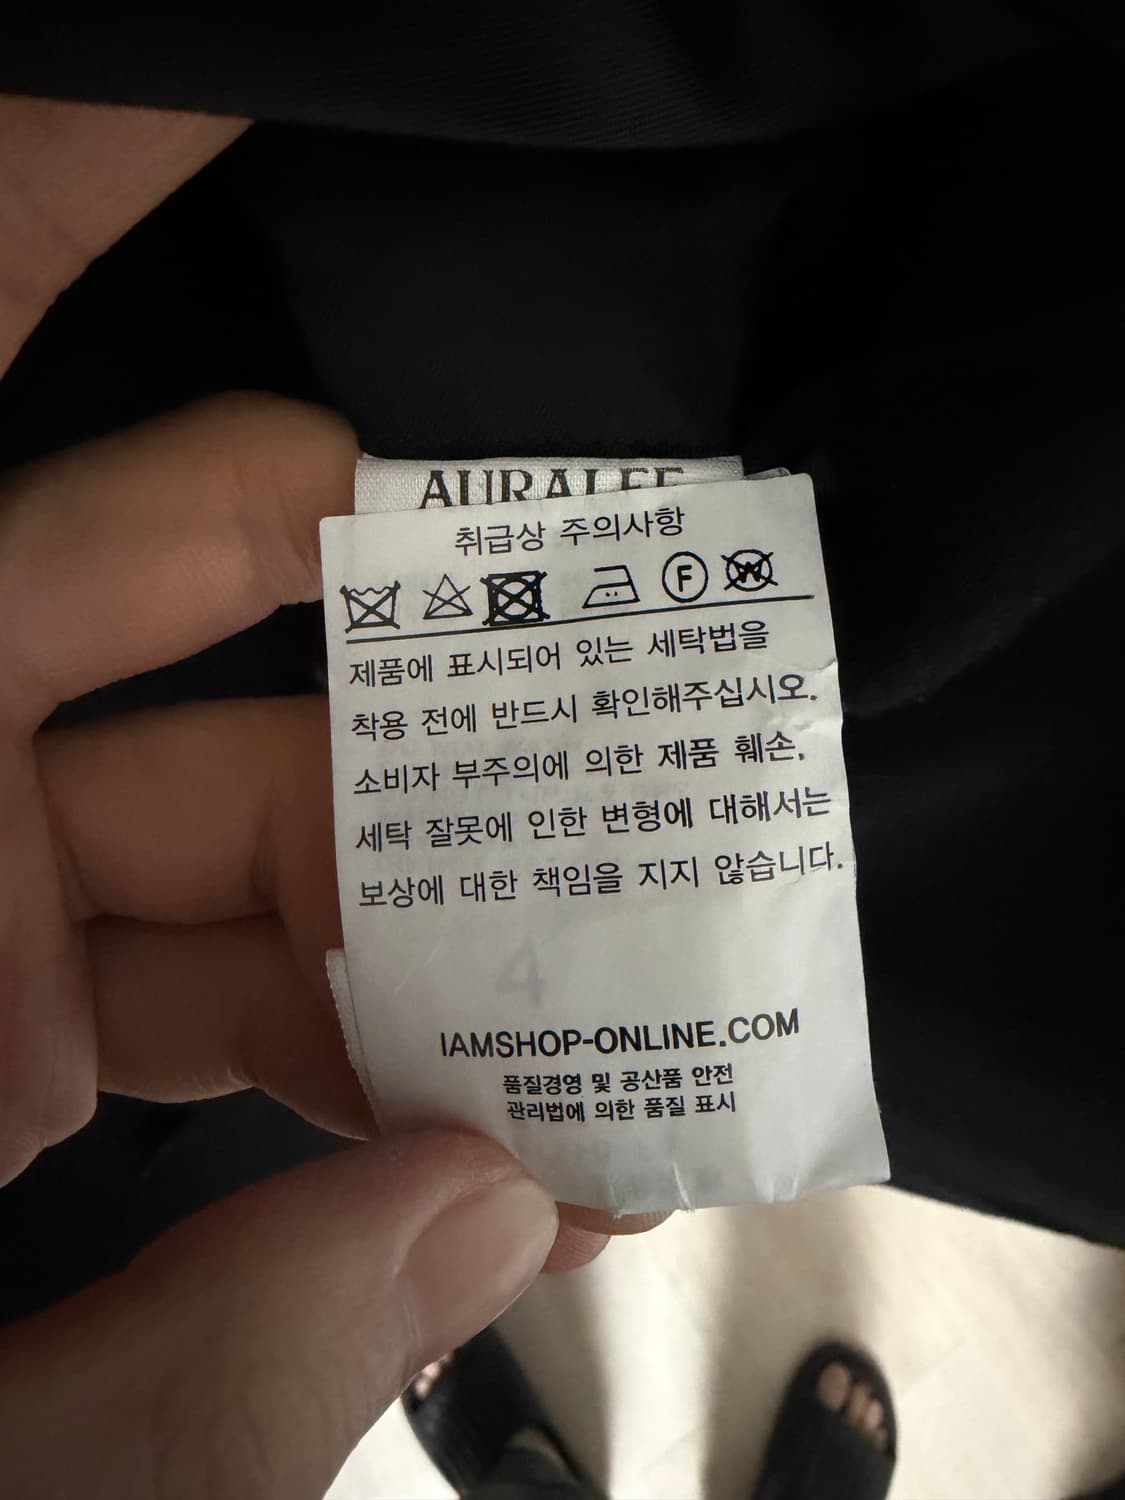 AURALEE
취급상 주의사항
F W
제품에 표시되어 있는 세탁법을
착용 전에 반드시 확인해주십시오.
소비자 부주의에 의한 제품 훼손,
세탁 잘못에 인한 변형에 대해서는
보상에 대한 책임을 지지 않습니다.
4
IAMSHOP-ONLINE.COM
품질경영 및 공산품 안전
관리법에 의한 품질 표시